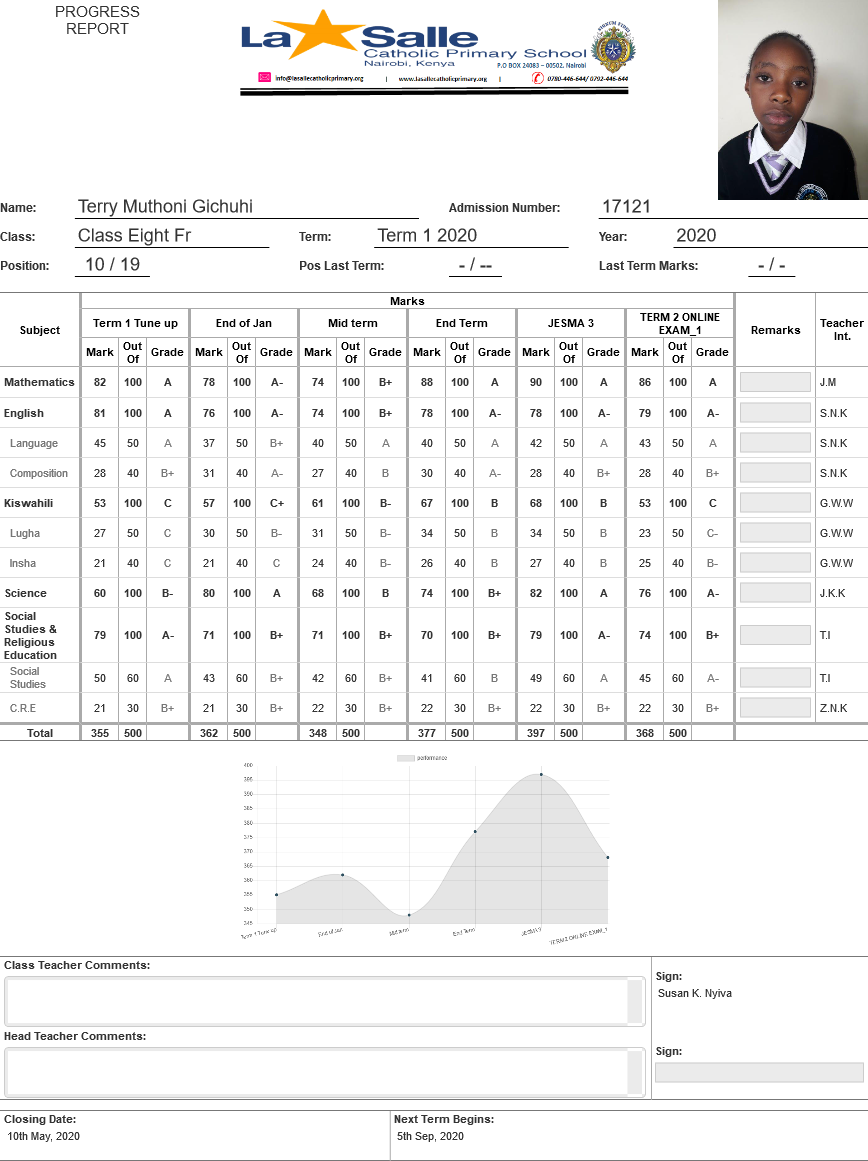 PROGRESS
REPORT
La Salle
Catholic Primary School
Nairobi, Kenya
P.O BOX 24083 – 00502, Nairobi
info@lasallecatholicprimary.org | www.lasallecatholicprimary.org | 0780-446-644/ 0792-446-644
Name: Terry Muthoni Gichuhi Admission Number: 17121
Class: Class Eight Fr Term: Term 1 2020 Year: 2020
Position: 10 / 19 Pos Last Term: - / -- Last Term Marks: - / -
Marks
Subject Term 1 Tune up End of Jan Mid term End Term JESMA 3 TERM 2 ONLINE EXAM_1 Remarks Teacher Int.
Mark Out Of Grade Mark Out Of Grade Mark Out Of Grade Mark Out Of Grade Mark Out Of Grade Mark Out Of Grade
Mathematics 82 100 A 78 100 A- 74 100 B+ 88 100 A 90 100 A 86 100 A J.M
English 81 100 A 76 100 A- 74 100 B+ 78 100 A- 78 100 A- 79 100 A- S.N.K
Language 45 50 A 37 50 B+ 40 50 A 40 50 A 42 50 A 43 50 A S.N.K
Composition 28 40 B+ 31 40 A- 27 40 B 30 40 A- 28 40 B+ 28 40 B+ S.N.K
Kiswahili 53 100 C 57 100 C+ 61 100 B- 67 100 B 68 100 B 53 100 C G.W.W
Lugha 27 50 C 30 50 B- 31 50 B- 34 50 B 34 50 B 23 50 C- G.W.W
Insha 21 40 C 21 40 C 24 40 B- 26 40 B 27 40 B 25 40 B- G.W.W
Science 60 100 B- 80 100 A 68 100 B 74 100 B+ 82 100 A 76 100 A- J.K.K
Social Studies & Religious Education 79 100 A- 71 100 B+ 71 100 B+ 70 100 B+ 79 100 A- 74 100 B+ T.I
Social Studies 50 60 A 43 60 B+ 42 60 B+ 41 60 B 49 60 A 45 60 A- T.I
C.R.E 21 30 B+ 21 30 B+ 22 30 B+ 22 30 B+ 22 30 B+ 22 30 B+ Z.N.K
Total 355 500 362 500 348 500 377 500 397 500 368 500
performance
400
395
390
385
380
375
370
365
360
355
350
345
Term 1 Tune up End of Jan Mid term End Term JESMA 3 TERM 2 ONLINE EXAM_1
Class Teacher Comments:
Sign:
Susan K. Nyiva
Head Teacher Comments:
Sign:
Closing Date: Next Term Begins:
10th May, 2020 5th Sep, 2020